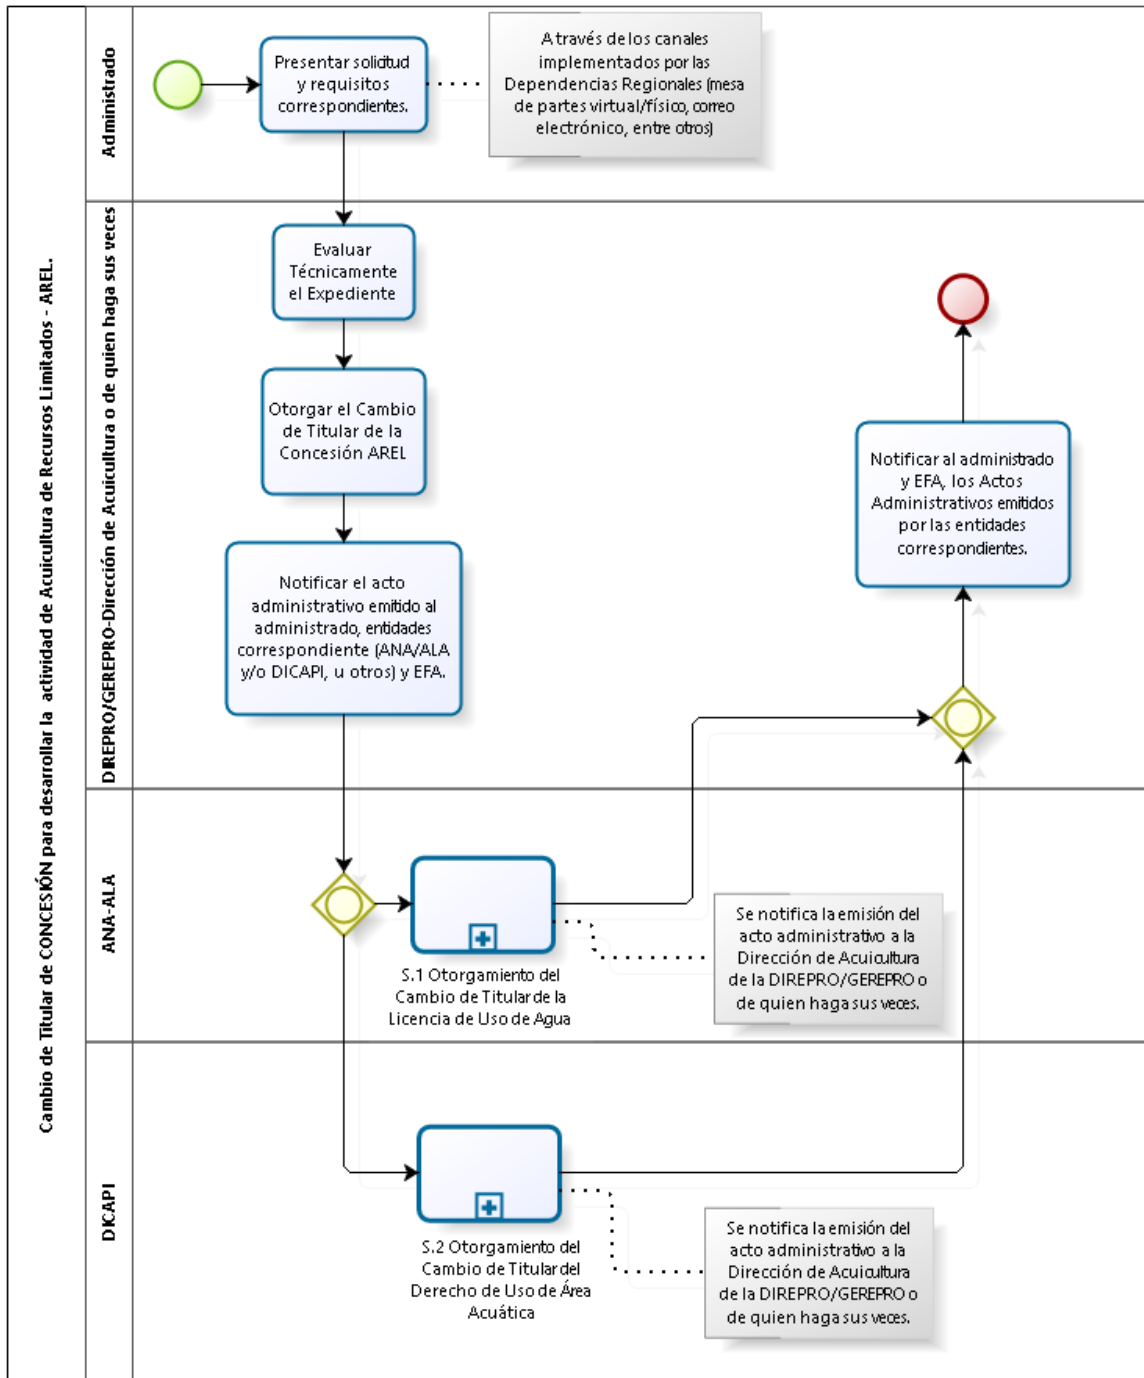 Cambio de Titular de CONCESIÓN para desarrollar la actividad de Acuicultura de Recursos Limitados - AREL.
Administrado
Presentar solicitud
y requisitos
correspondientes.
A través de los canales
implementados por las
Dependencias Regionales (mesa
de partes virtual/físico, correo
electrónico, entre otros)
DIREPRO/GEREPRO-Dirección de Acuicultura o de quien haga sus veces
Evaluar
Técnicamente
el Expediente
Otorgar el Cambio
de Titular de la
Concesión AREL
Notificar el acto
administrativo emitido al
administrado, entidades
correspondiente (ANA/ALA
y/o DICAPI, u otros) y EFA.
Notificar al administrado
y EFA, los Actos
Administrativos emitidos
por las entidades
correspondientes.
ANA-ALA
S.1 Otorgamiento del
Cambio de Titular de la
Licencia de Uso de Agua
Se notifica la emisión del
acto administrativo a la
Dirección de Acuicultura
de la DIREPRO/GEREPRO o
de quien haga sus veces.
DICAPI
S.2 Otorgamiento del
Cambio de Titular del
Derecho de Uso de Área
Acuática
Se notifica la emisión del
acto administrativo a la
Dirección de Acuicultura
de la DIREPRO/GEREPRO o
de quien haga sus veces.